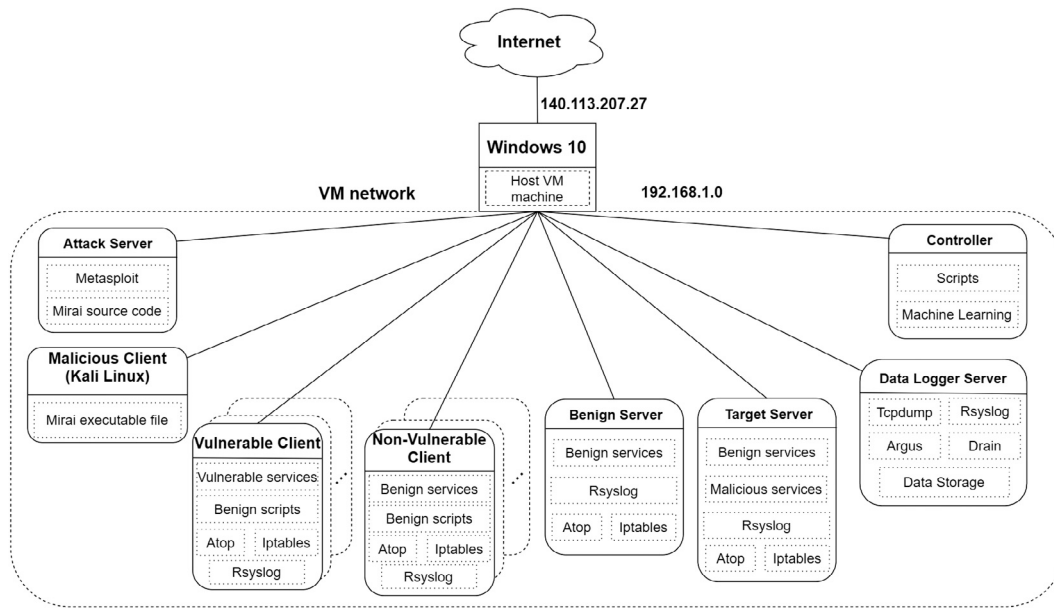 Internet
140.113.207.27
Windows 10
Host VM
machine
VM network
192.168.1.0
Attack Server
Metasploit
Mirai source code
Controller
Scripts
Machine Learning
Malicious Client
(Kali Linux)
Mirai executable file
Vulnerable Client
Vulnerable services
Benign scripts
Atop
Iptables
Rsyslog
Non-Vulnerable
Client
Benign services
Benign scripts
Atop
Iptables
Rsyslog
Benign Server
Benign services
Rsyslog
Atop
Iptables
Target Server
Benign services
Malicious services
Rsyslog
Atop
Iptables
Data Logger Server
Tcpdump
Rsyslog
Argus
Drain
Data Storage